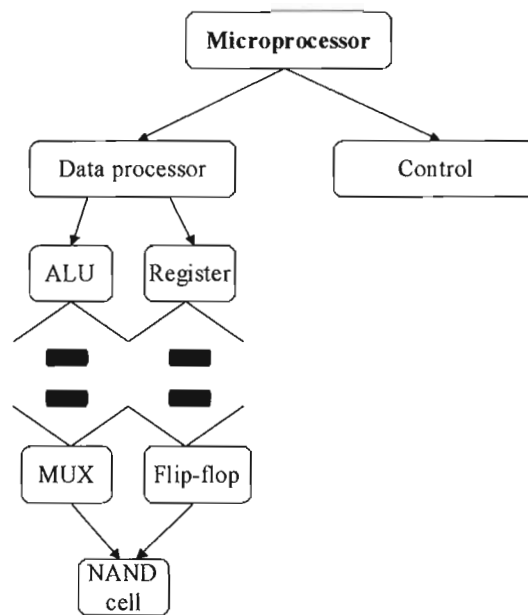 Microprocessor
Data processor
Control
ALU
Register
MUX
Flip-flop
NAND
cell